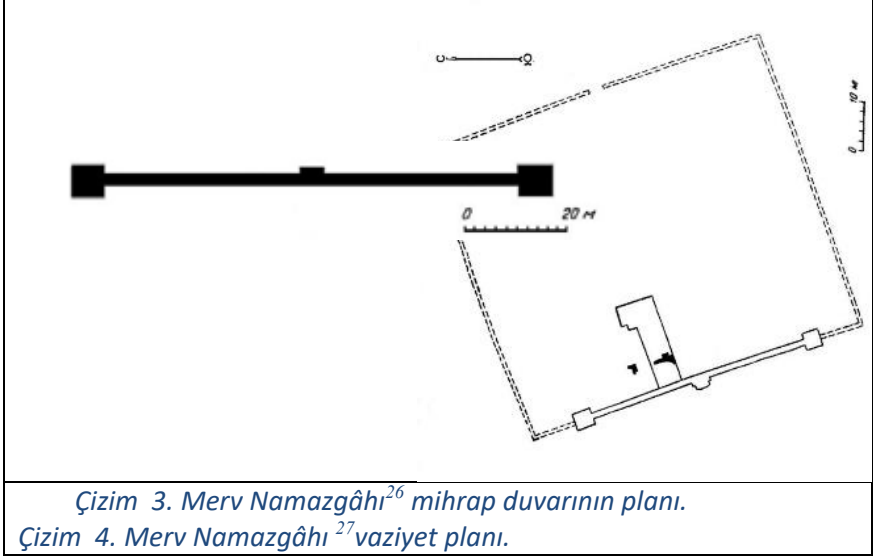 С Ю
0 10 м
0 20 м
Çizim 3. Merv Namazgâhı26 mihrap duvarının planı.
Çizim 4. Merv Namazgâhı 27vaziyet planı.